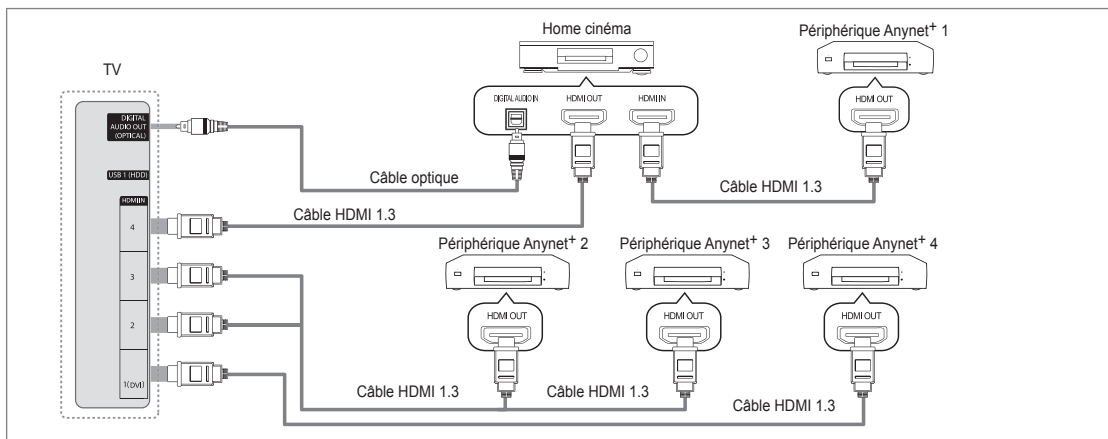 Home cinéma
Périphérique Anynet+ 1
TV
DIGITAL AUDIO IN
HDMI OUT
HDMI IN
HDMI OUT
DIGITAL
AUDIO OUT
(OPTICAL)
Câble optique
USB 1 (HDD)
Câble HDMI 1.3
HDMI IN
Câble HDMI 1.3
4
Périphérique Anynet+ 2
Périphérique Anynet+ 3
Périphérique Anynet+ 4
3
HDMI OUT
HDMI OUT
HDMI OUT
2
1(DVI)
Câble HDMI 1.3
Câble HDMI 1.3
Câble HDMI 1.3